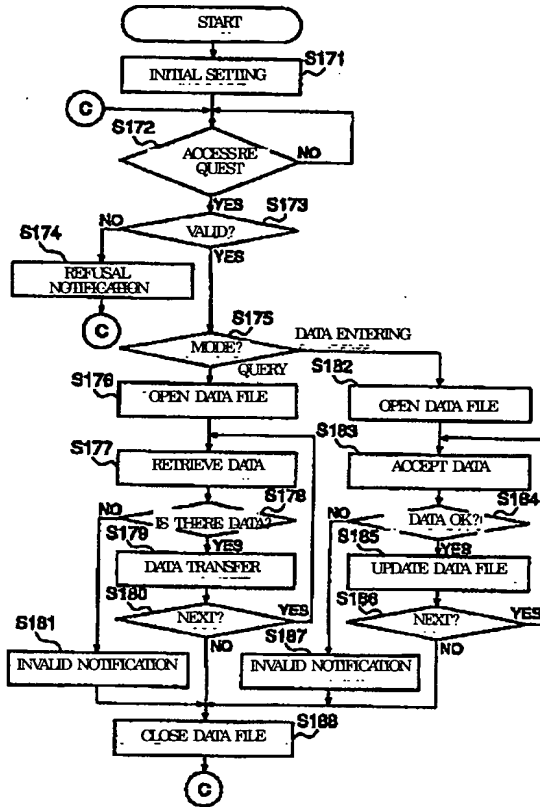 START
S171
INITIAL SETTING
C
S172
ACCESS RE
QUEST
NO
YES
S173
S174
NO
VALID?
YES
REFUSAL
NOTIFICATION
C
S175
MODE?
DATA ENTERING
QUERY
S176
OPEN DATA FILE
S182
OPEN DATA FILE
S177
RETRIEVE DATA
S183
ACCEPT DATA
S178
NO
IS THERE DATA?
YES
S184
NO
DATA OK?
YES
S179
DATA TRANSFER
S185
UPDATE DATA FILE
S180
NEXT?
YES
NO
S186
NEXT?
YES
NO
S181
INVALID NOTIFICATION
S187
INVALID NOTIFICATION
S188
CLOSE DATA FILE
C